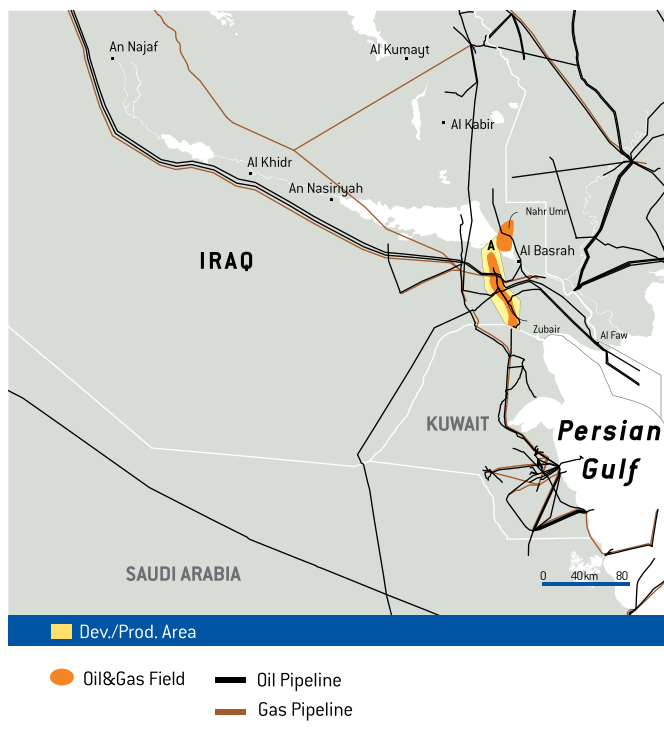 An Najaf
Al Kumayt
Al Kabir
Al Khidr
An Nasiriyah
Nahr Umr
A
Al Basrah
IRAQ
Zubair
Al Faw
KUWAIT
Persian
Gulf
SAUDI ARABIA
0 40km 80
Dev./Prod. Area
Oil&Gas Field
Oil Pipeline
Gas Pipeline